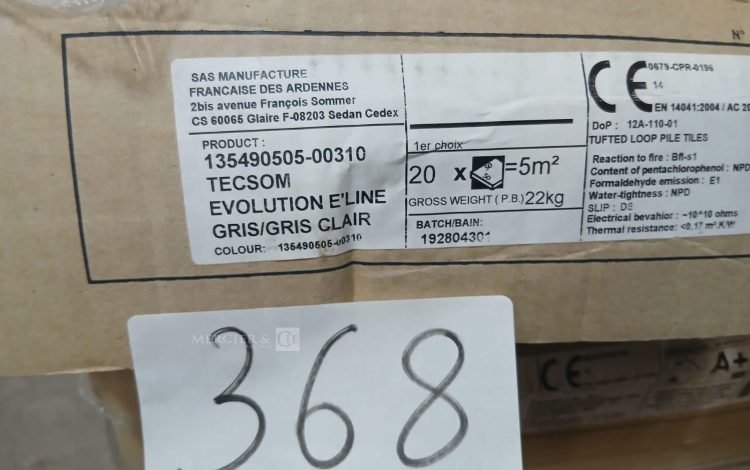 N°
SAS MANUFACTURE
FRANCAISE DES ARDENNES
2bis avenue François Sommer
CS 60065 Glaire F-08203 Sedan Cedex
PRODUCT :
135490505-00310
TECSOM
EVOLUTION E'LINE
GRIS/GRIS CLAIR
COLOUR: 135490505-00310
1er choix
20 x 50 50 =5m²
GROSS WEIGHT ( P.B.) 22kg
BATCH/BAIN:
192804301
CE 0679-CPR-0196
14
EN 14041:2004 / AC 20
DoP : 12A-110-01
TUFTED LOOP PILE TILES
Reaction to fire : Bfl-s1
Content of pentachlorophenol : NPD
Formaldehyde emission : E1
Water-tightness : NPD
SLIP : DS
Electrical bevahior : ~10^10 ohms
Thermal resistance: <0.17 m².K/W
MERCIER & CIE
368
CE
A+